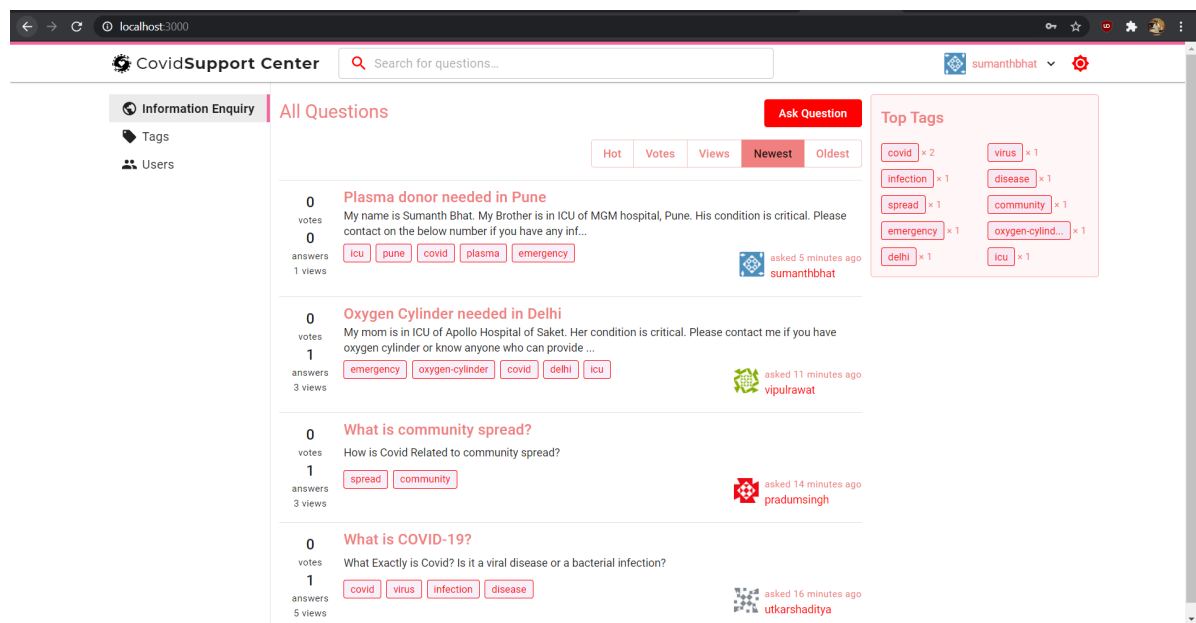 localhost:3000
CovidSupport Center
Search for questions...
sumanthbhat
Information Enquiry
Tags
Users
All Questions
Ask Question
Hot Votes Views Newest Oldest
0
votes
0
answers
1 views
Plasma donor needed in Pune
My name is Sumanth Bhat. My Brother is in ICU of MGM hospital, Pune. His condition is critical. Please
contact on the below number if you have any inf...
icu pune covid plasma emergency
asked 5 minutes ago
sumanthbhat
0
votes
1
answers
3 views
Oxygen Cylinder needed in Delhi
My mom is in ICU of Apollo Hospital of Saket. Her condition is critical. Please contact me if you have
oxygen cylinder or know anyone who can provide ...
emergency oxygen-cylinder covid delhi icu
asked 11 minutes ago
vipulrawat
0
votes
1
answers
3 views
What is community spread?
How is Covid Related to community spread?
spread community
asked 14 minutes ago
pradumsingh
0
votes
1
answers
5 views
What is COVID-19?
What Exactly is Covid? Is it a viral disease or a bacterial infection?
covid virus infection disease
asked 16 minutes ago
utkarshaditya
Top Tags
covid × 2 virus × 1
infection × 1 disease × 1
spread × 1 community × 1
emergency × 1 oxygen-cylind... × 1
delhi × 1 icu × 1